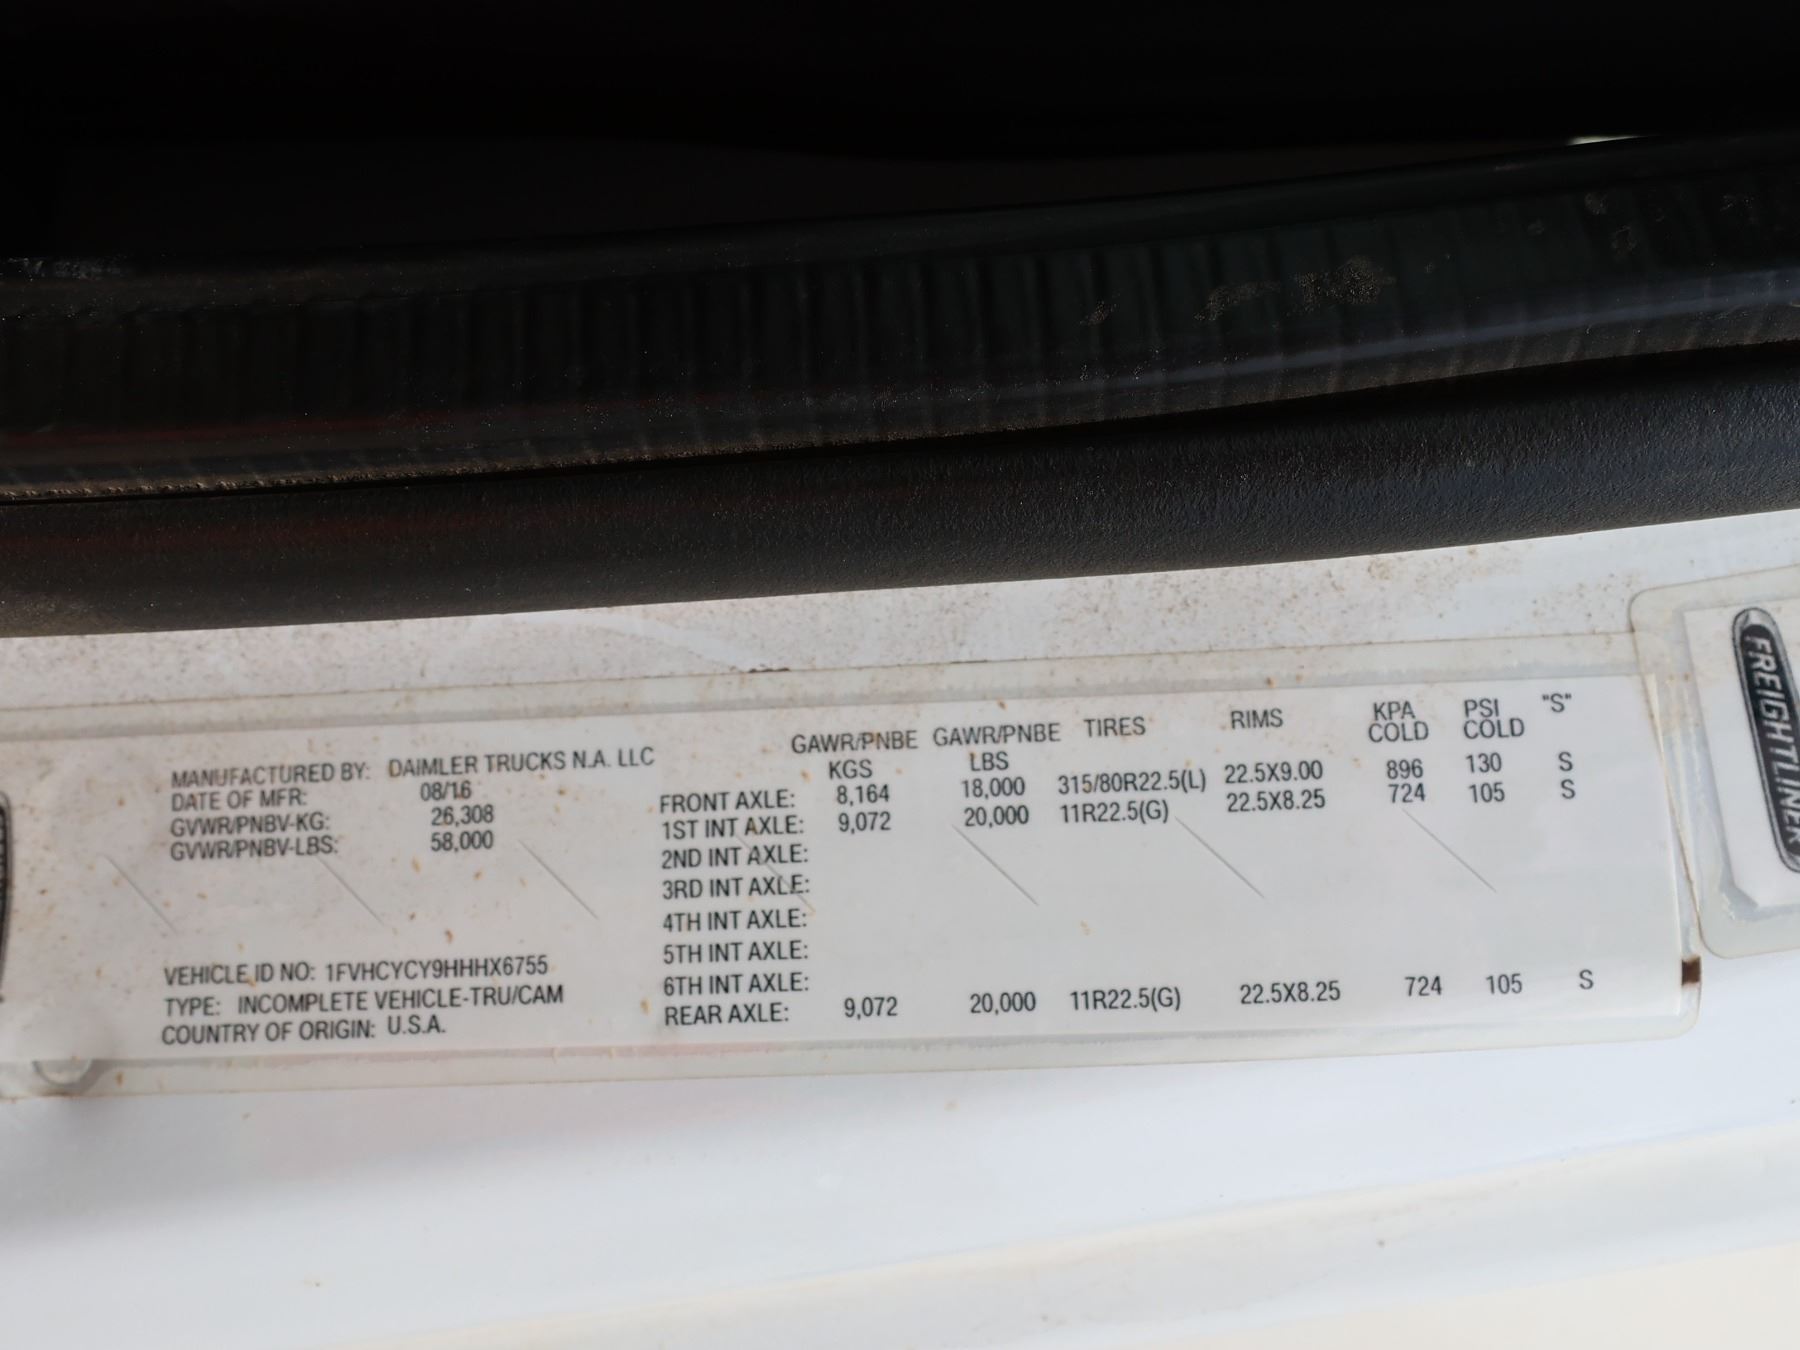 MANUFACTURED BY: DAIMLER TRUCKS N.A. LLC
DATE OF MFR: 08/16
GVWR/PNBV-KG: 26,308
GVWR/PNBV-LBS: 58,000
VEHICLE ID NO: 1FVHCYCY9HHHX6755
TYPE: INCOMPLETE VEHICLE-TRU/CAM
COUNTRY OF ORIGIN: U.S.A.
GAWR/PNBE GAWR/PNBE TIRES RIMS KPA PSI "S"
KGS LBS COLD COLD
FRONT AXLE: 8,164 18,000 315/80R22.5(L) 22.5X9.00 896 130 S
1ST INT AXLE: 9,072 20,000 11R22.5(G) 22.5X8.25 724 105 S
2ND INT AXLE:
3RD INT AXLE:
4TH INT AXLE:
5TH INT AXLE:
6TH INT AXLE:
REAR AXLE: 9,072 20,000 11R22.5(G) 22.5X8.25 724 105 S
FREIGHTLINER